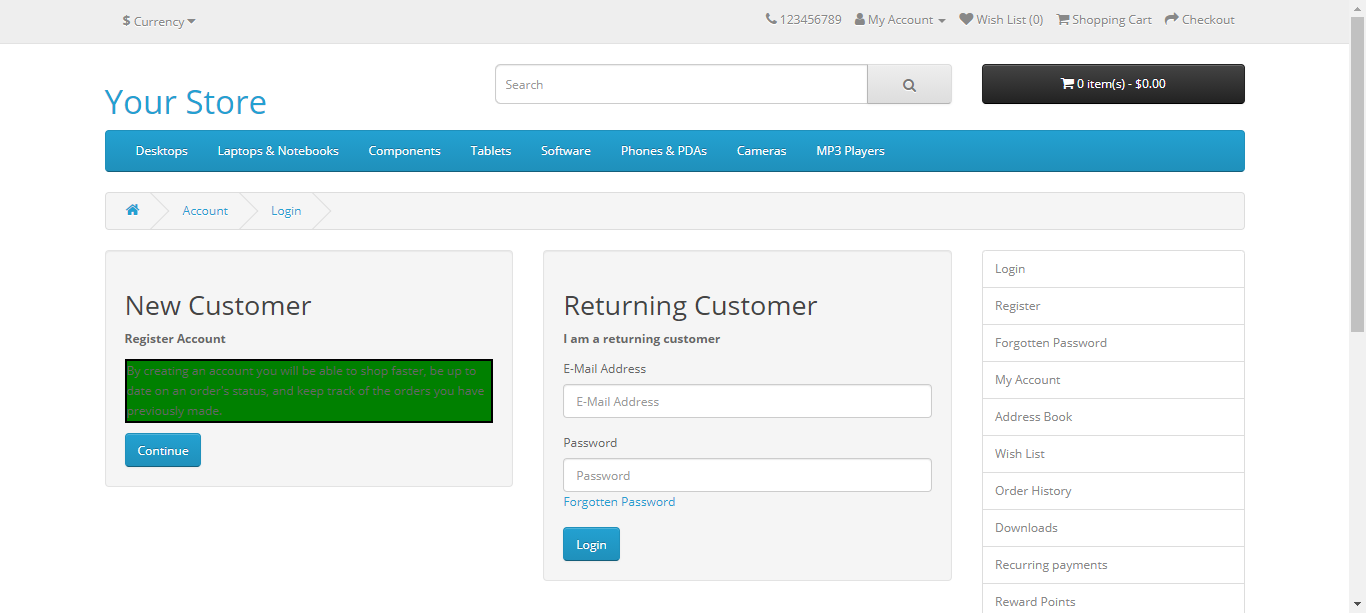 $ Currency
123456789 My Account Wish List (0) Shopping Cart Checkout
Your Store
Search
0 item(s) - $0.00
Desktops Laptops & Notebooks Components Tablets Software Phones & PDAs Cameras MP3 Players
Account Login
New Customer
Register Account
By creating an account you will be able to shop faster, be up to
date on an order's status, and keep track of the orders you have
previously made.
Continue
Returning Customer
I am a returning customer
E-Mail Address
E-Mail Address
Password
Password
Forgotten Password
Login
Login
Register
Forgotten Password
My Account
Address Book
Wish List
Order History
Downloads
Recurring payments
Reward Points